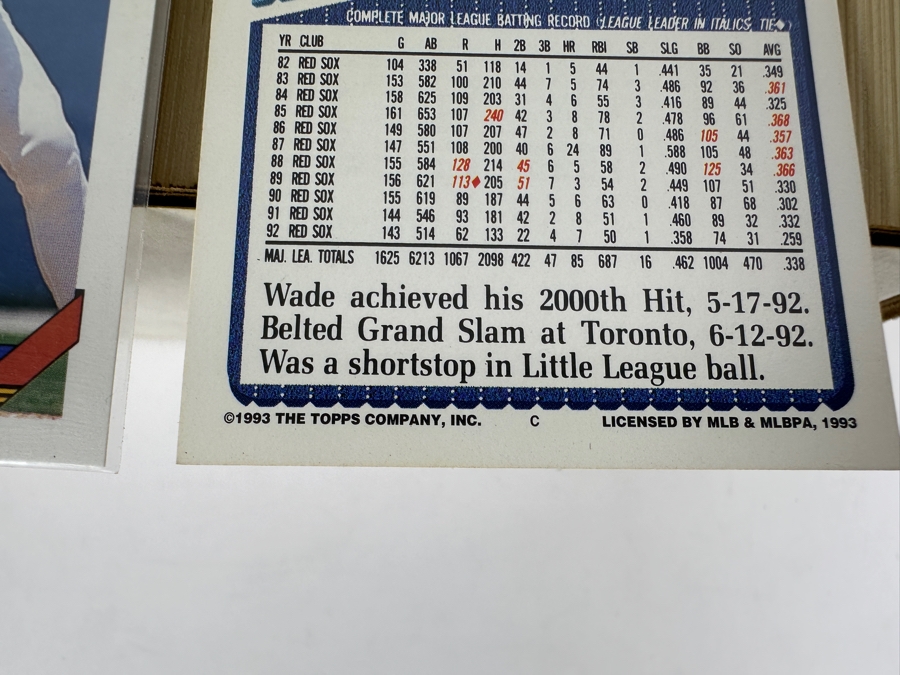 COMPLETE MAJOR LEAGUE BATTING RECORD (LEAGUE LEADER IN ITALICS, TIE♦)
YR CLUB G AB R H 2B 3B HR RBI SB SLG BB SO AVG
82 RED SOX 104 338 51 118 14 1 5 44 1 .441 35 21 .349
83 RED SOX 153 582 100 210 44 7 5 74 3 .486 92 36 .361
84 RED SOX 158 625 109 203 31 4 6 55 3 .416 89 44 .325
85 RED SOX 161 653 107 240 42 3 8 78 2 .478 96 61 .368
86 RED SOX 149 580 107 207 47 2 8 71 0 .486 105 44 .357
87 RED SOX 147 551 108 200 40 6 24 89 1 .588 105 48 .363
88 RED SOX 155 584 128 214 45 6 5 58 2 .490 125 34 .366
89 RED SOX 156 621 113♦ 205 51 7 3 54 2 .449 107 51 .330
90 RED SOX 155 619 89 187 44 5 6 63 0 .418 87 68 .302
91 RED SOX 144 546 93 181 42 2 8 51 1 .460 89 32 .332
92 RED SOX 143 514 62 133 22 4 7 50 1 .358 74 31 .259
MAJ. LEA. TOTALS 1625 6213 1067 2098 422 47 85 687 16 .462 1004 470 .338
Wade achieved his 2000th Hit, 5-17-92.
Belted Grand Slam at Toronto, 6-12-92.
Was a shortstop in Little League ball.
©1993 THE TOPPS COMPANY, INC. C LICENSED BY MLB & MLBPA, 1993